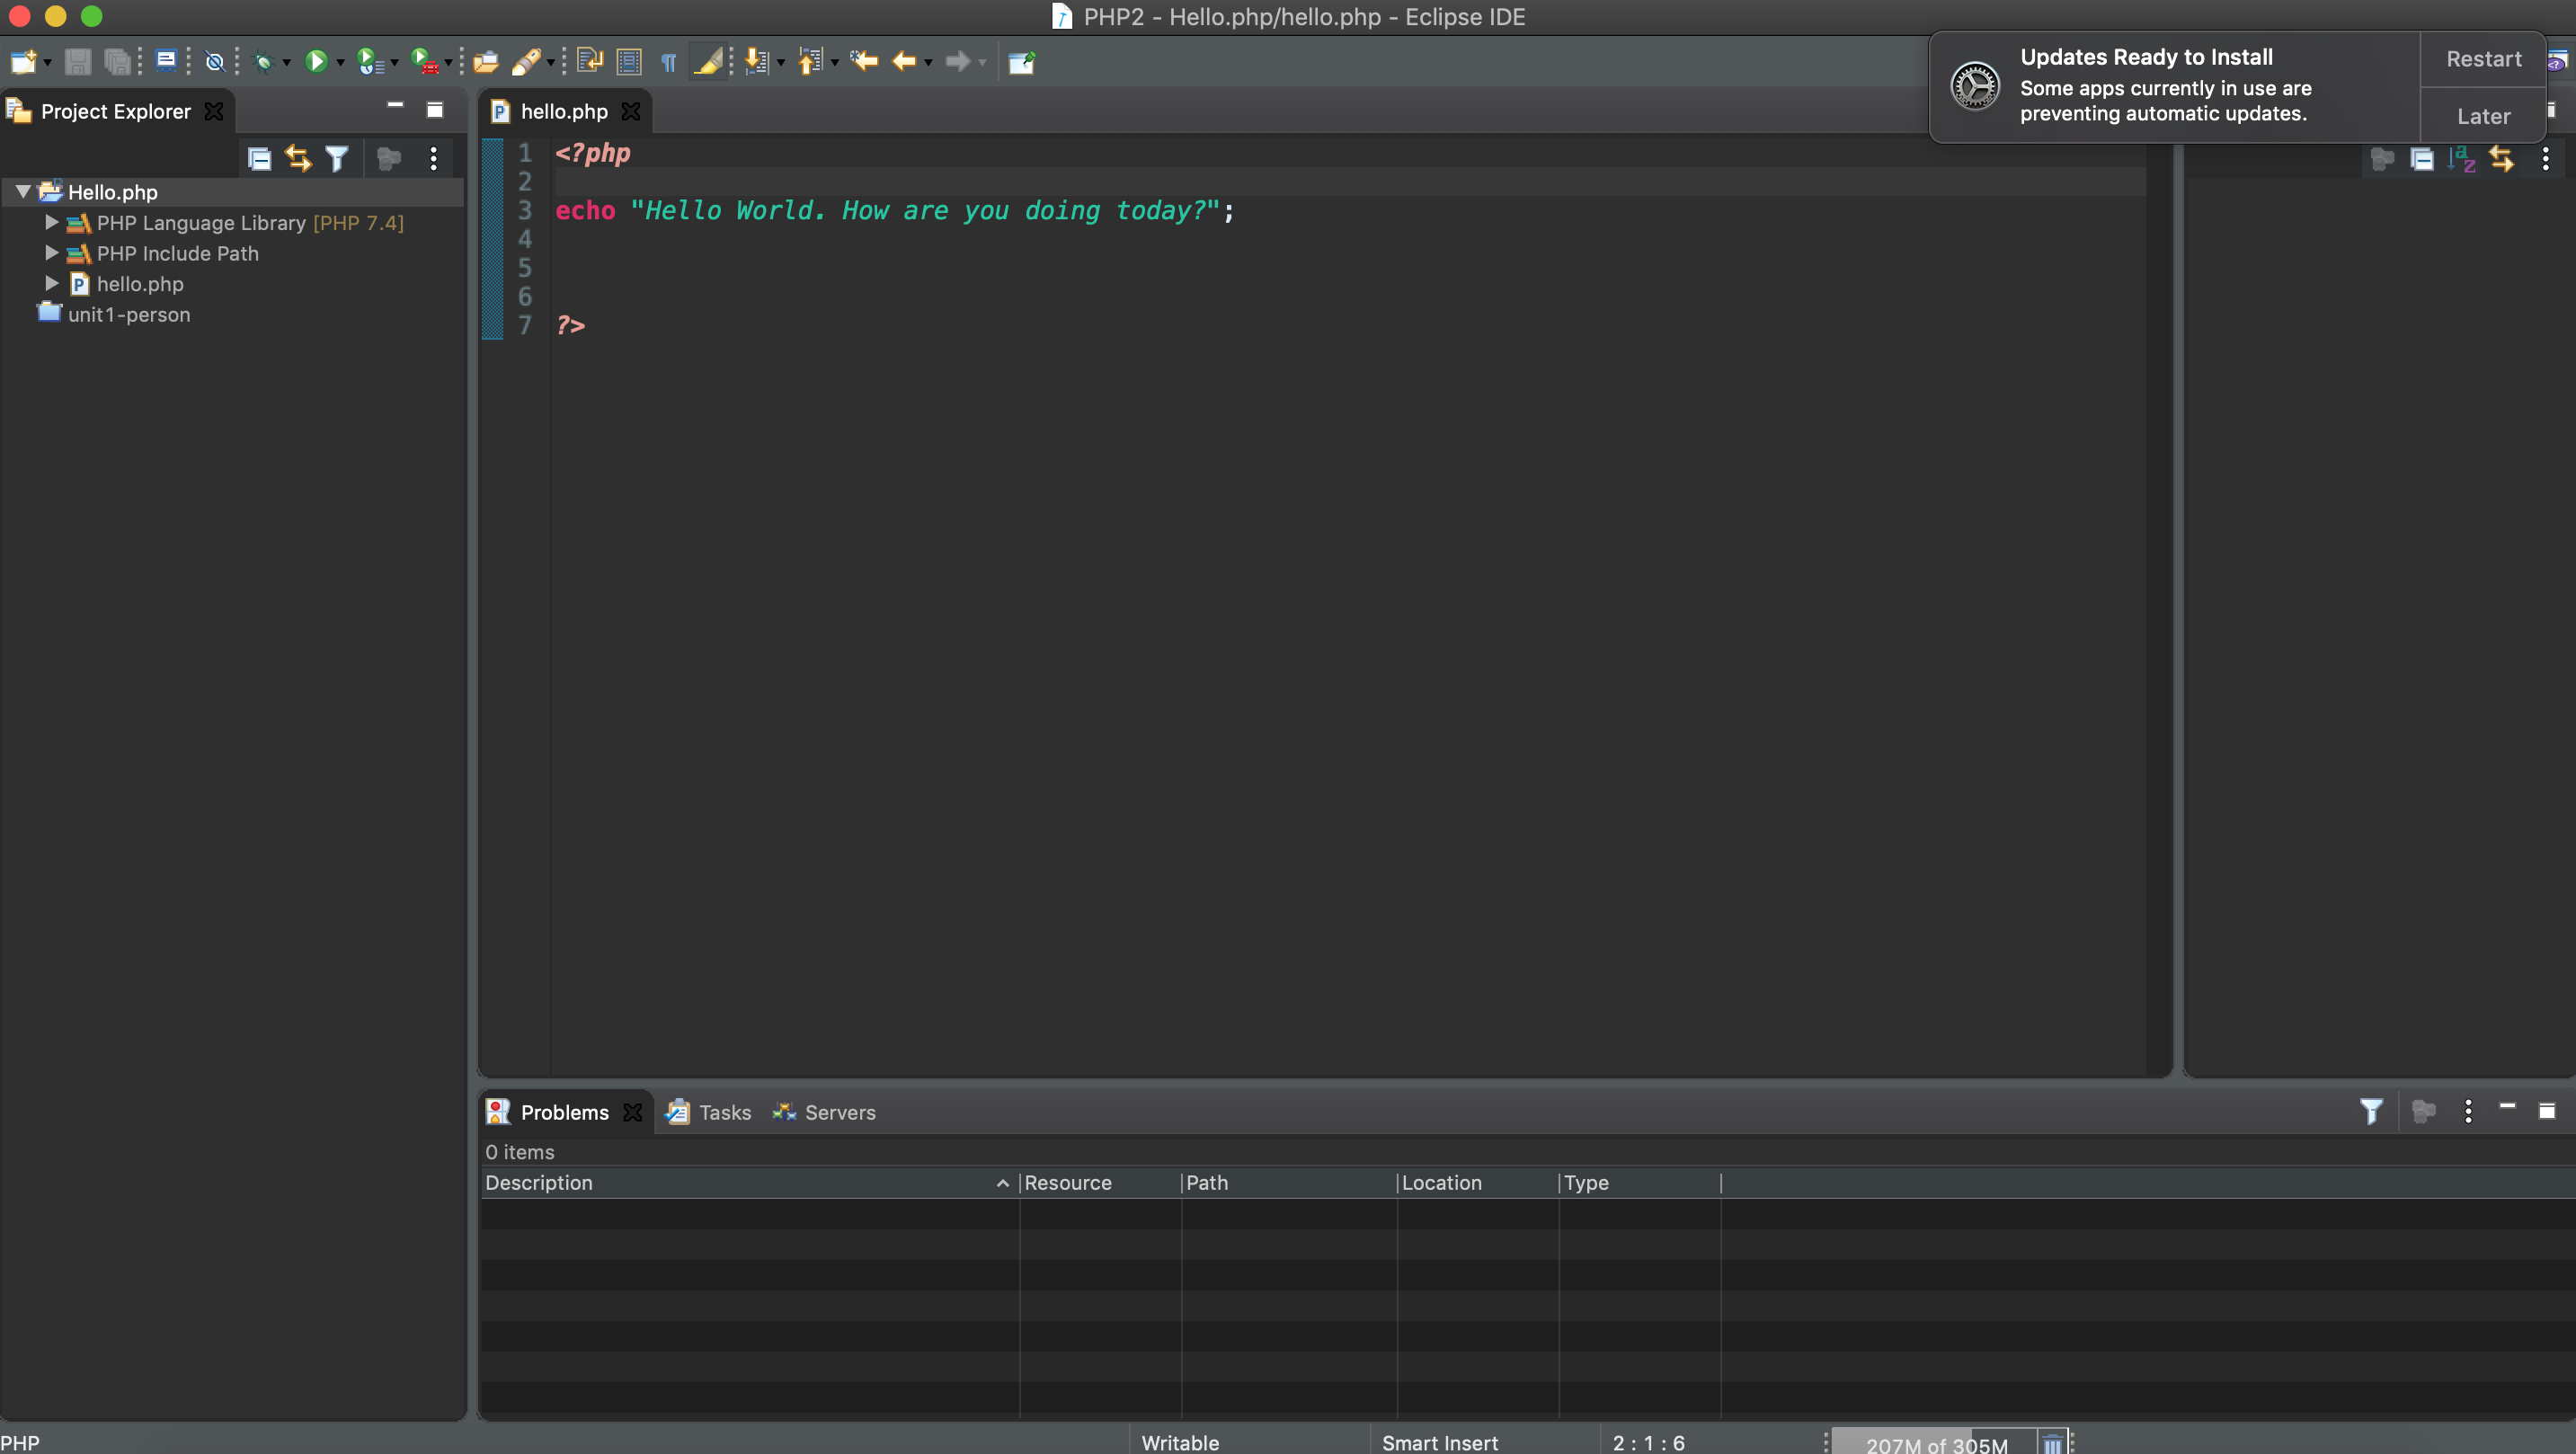 PHP2 - Hello.php/hello.php - Eclipse IDE
Updates Ready to Install
Some apps currently in use are
preventing automatic updates.
Restart
Later
Project Explorer
Hello.php
PHP Language Library [PHP 7.4]
PHP Include Path
hello.php
unit1-person
hello.php
1 <?php
2
3 echo "Hello World. How are you doing today?";
4
5
6
7 ?>
Problems Tasks Servers
0 items
Description Resource Path Location Type
PHP Writable Smart Insert 2 : 1 : 6 207M of 305M